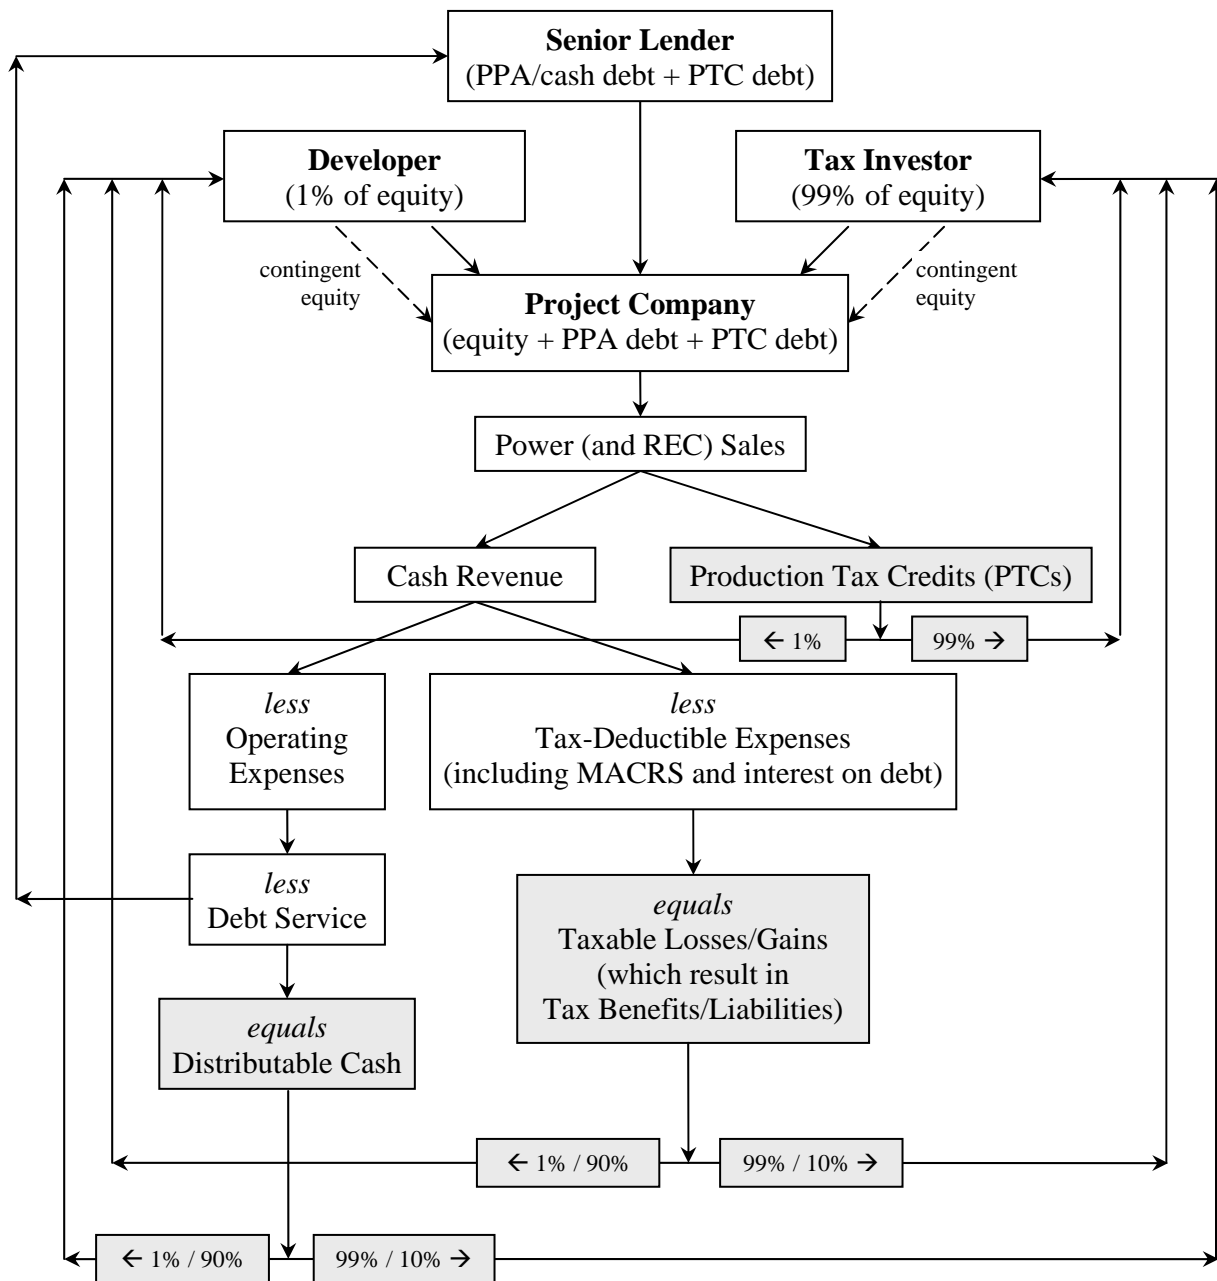 Senior Lender
(PPA/cash debt + PTC debt)
Developer
(1% of equity)
Tax Investor
(99% of equity)
contingent
equity
contingent
equity
Project Company
(equity + PPA debt + PTC debt)
Power (and REC) Sales
Cash Revenue
Production Tax Credits (PTCs)
← 1%
99% →
less
Operating
Expenses
less
Tax-Deductible Expenses
(including MACRS and interest on debt)
less
Debt Service
equals
Taxable Losses/Gains
(which result in
Tax Benefits/Liabilities)
equals
Distributable Cash
← 1% / 90%
99% / 10% →
← 1% / 90%
99% / 10% →